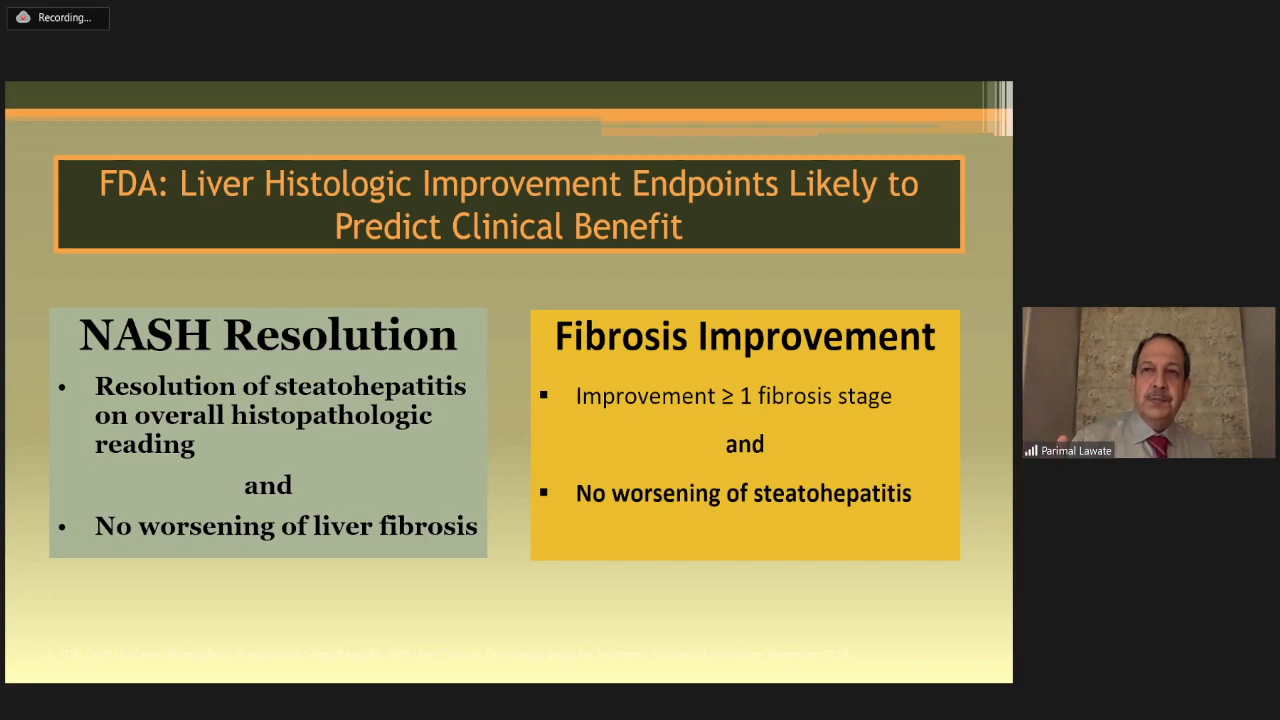 Recording...
FDA: Liver Histologic Improvement Endpoints Likely to
Predict Clinical Benefit
NASH Resolution
• Resolution of steatohepatitis
on overall histopathologic
reading
and
• No worsening of liver fibrosis
Fibrosis Improvement
▪ Improvement ≥ 1 fibrosis stage
and
▪ No worsening of steatohepatitis
Parimal Lawate